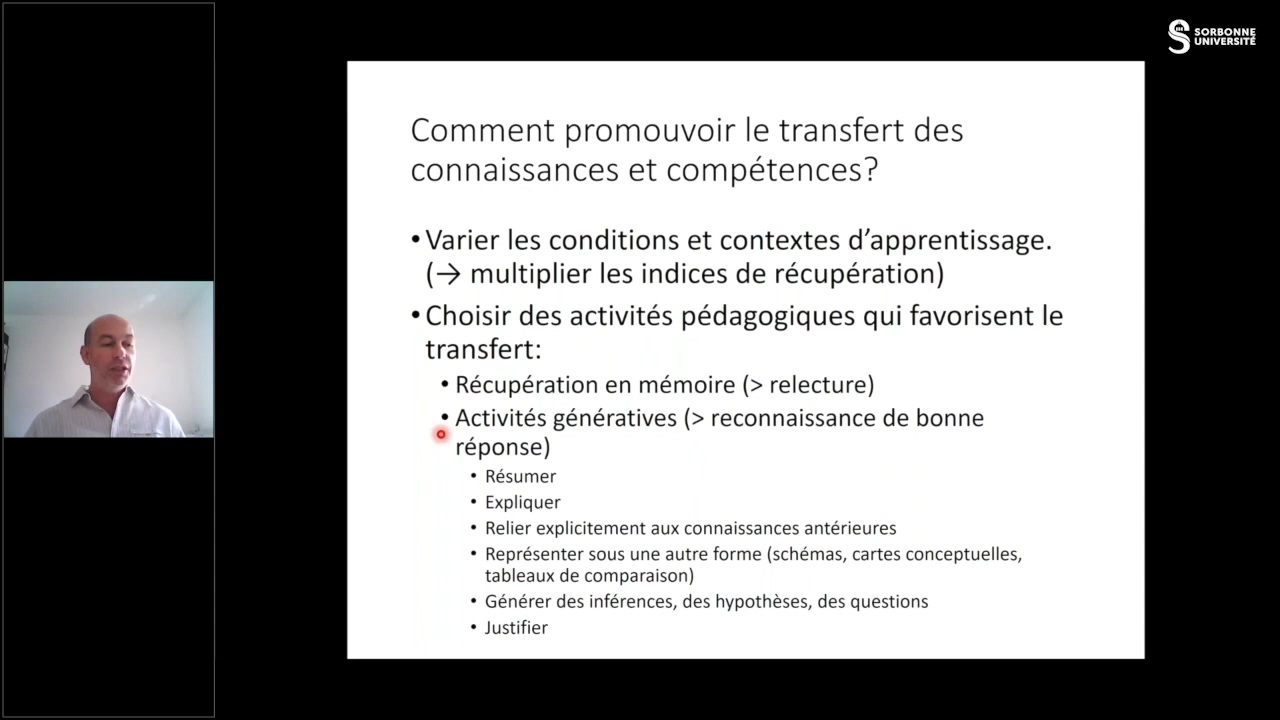 SORBONNE
UNIVERSITÉ
Comment promouvoir le transfert des
connaissances et compétences?
•Varier les conditions et contextes d’apprentissage.
(→ multiplier les indices de récupération)
•Choisir des activités pédagogiques qui favorisent le
transfert:
• Récupération en mémoire (> relecture)
• Activités génératives (> reconnaissance de bonne
réponse)
• Résumer
• Expliquer
• Relier explicitement aux connaissances antérieures
• Représenter sous une autre forme (schémas, cartes conceptuelles,
tableaux de comparaison)
• Générer des inférences, des hypothèses, des questions
• Justifier